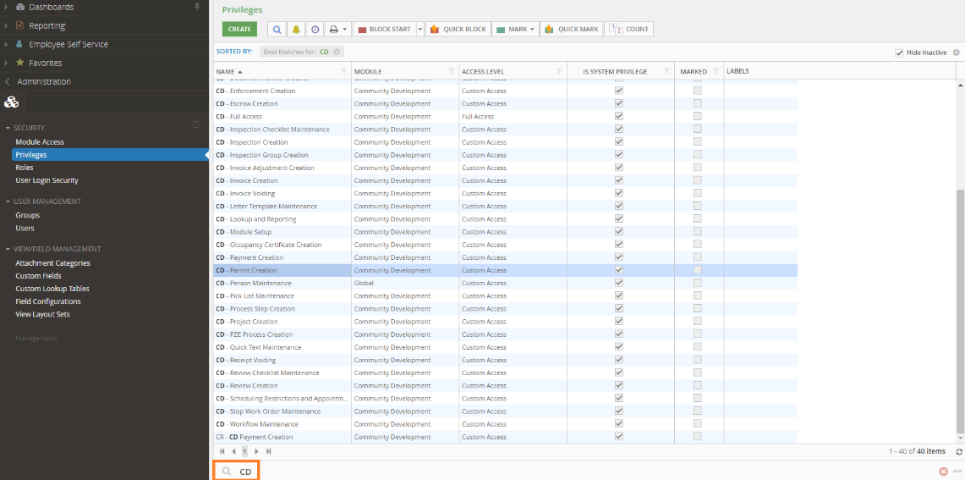 Dashboards
Reporting
Employee Self Service
Favorites
Administration
SECURITY
Module Access
Privileges
Roles
User Login Security
USER MANAGEMENT
Groups
Users
VIEW/FIELD MANAGEMENT
Attachment Categories
Custom Fields
Custom Lookup Tables
Field Configurations
View Layout Sets
Manage Items
Privileges
CREATE BLOCK START QUICK BLOCK MARK QUICK MARK 1 2 COUNT
SORTED BY: Best Matches for: CD Hide Inactive
NAME MODULE ACCESS LEVEL IS SYSTEM PRIVILEGE MARKED LABELS
CD - Enforcement Creation Community Development Custom Access
CD - Escrow Creation Community Development Custom Access
CD - Full Access Community Development Full Access
CD - Inspection Checklist Maintenance Community Development Custom Access
CD - Inspection Creation Community Development Custom Access
CD - Inspection Group Creation Community Development Custom Access
CD - Invoice Adjustment Creation Community Development Custom Access
CD - Invoice Creation Community Development Custom Access
CD - Invoice Voiding Community Development Custom Access
CD - Letter Template Maintenance Community Development Custom Access
CD - Lookup and Reporting Community Development Custom Access
CD - Module Setup Community Development Custom Access
CD - Occupancy Certificate Creation Community Development Custom Access
CD - Payment Creation Community Development Custom Access
CD - Permit Creation Community Development Custom Access
CD - Person Maintenance Global Custom Access
CD - Pick List Maintenance Community Development Custom Access
CD - Process Step Creation Community Development Custom Access
CD - Project Creation Community Development Custom Access
CD - PZE Process Creation Community Development Custom Access
CD - Quick Text Maintenance Community Development Custom Access
CD - Receipt Voiding Community Development Custom Access
CD - Review Checklist Maintenance Community Development Custom Access
CD - Review Creation Community Development Custom Access
CD - Scheduling Restrictions and Appointm... Community Development Custom Access
CD - Stop Work Order Maintenance Community Development Custom Access
CD - Workflow Maintenance Community Development Custom Access
CR - CD Payment Creation Community Development Custom Access
1 1 - 40 of 40 items
CD